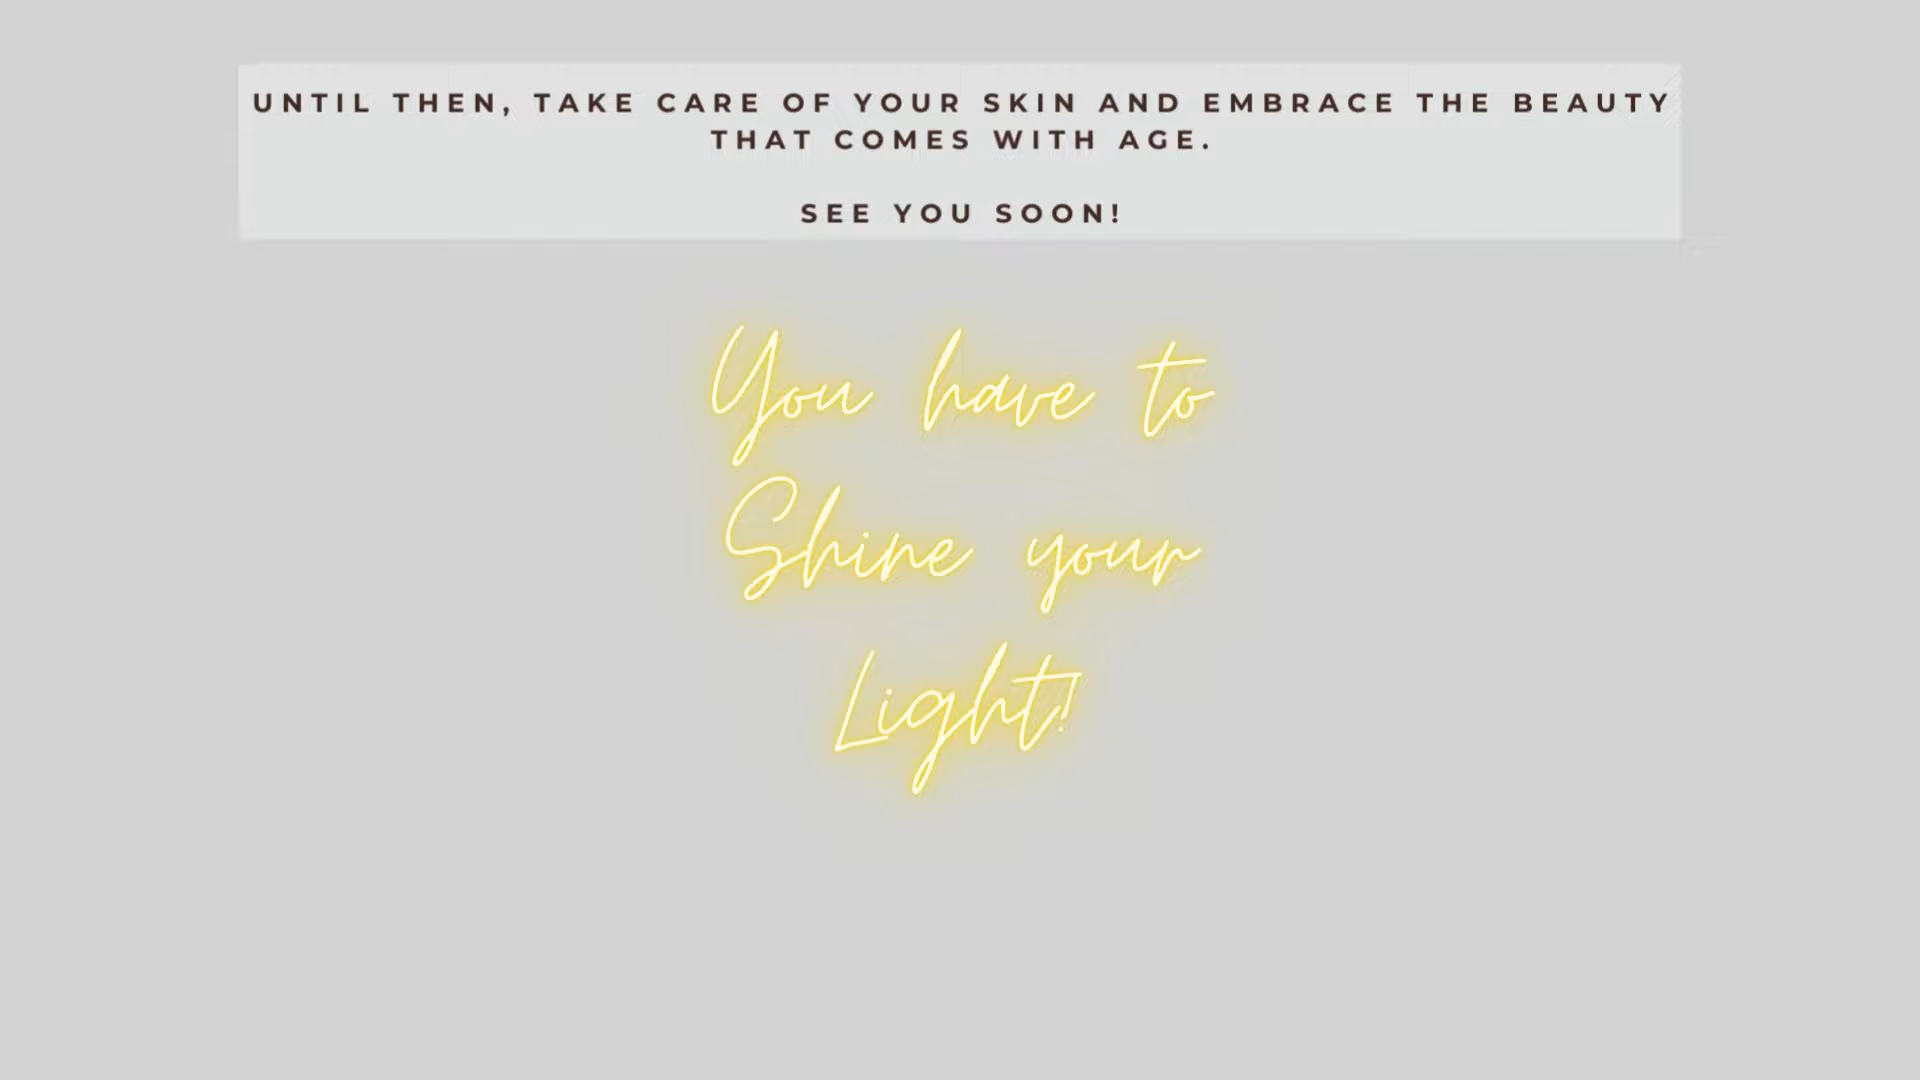 UNTIL THEN, TAKE CARE OF YOUR SKIN AND EMBRACE THE BEAUTY
THAT COMES WITH AGE.
SEE YOU SOON!
You have to
Shine your
Light!